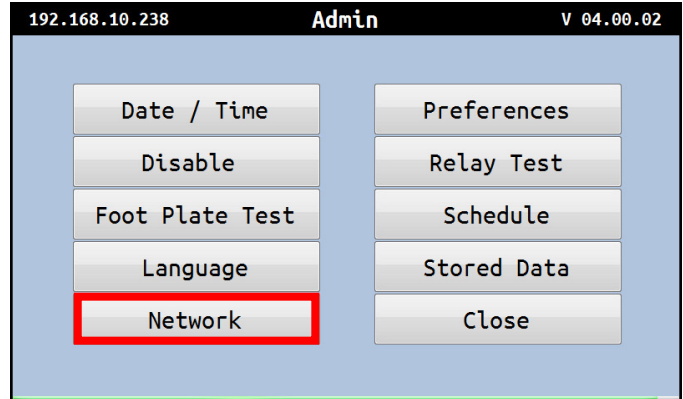 192.168.10.238 Admin V 04.00.02
Date / Time Preferences
Disable Relay Test
Foot Plate Test Schedule
Language Stored Data
Network Close